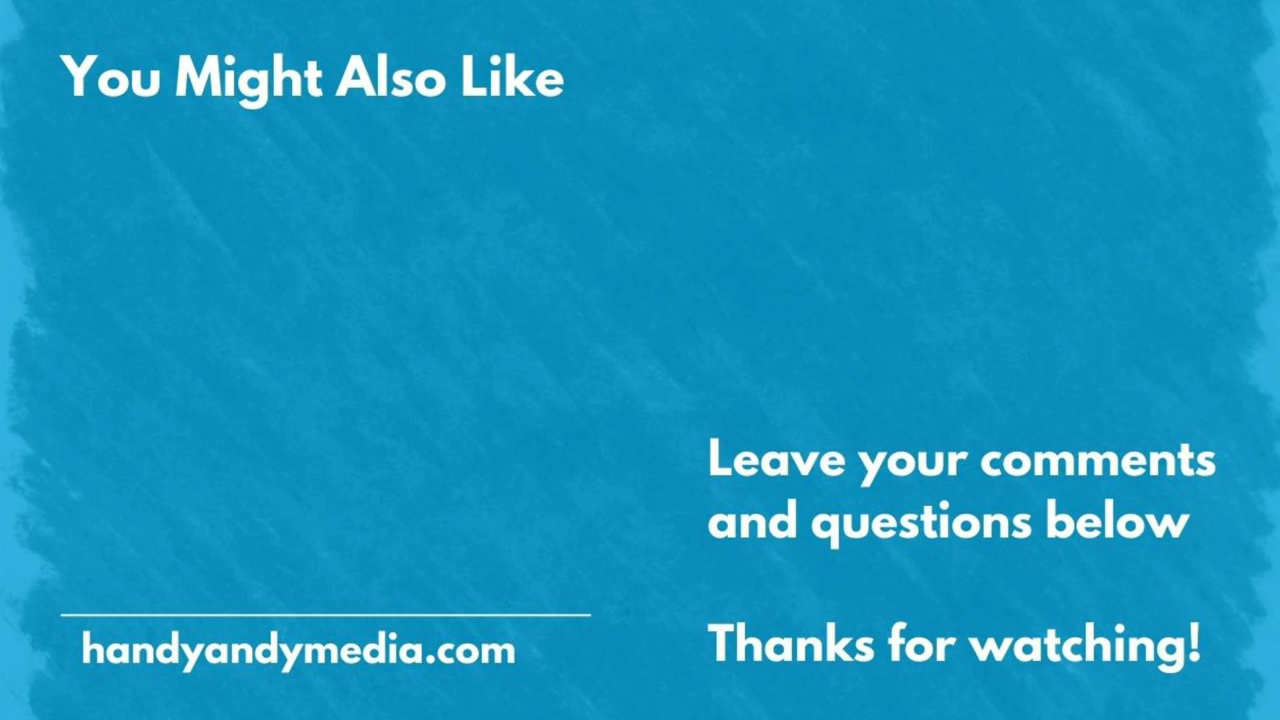 You Might Also Like
Leave your comments
and questions below
handyandymedia.com
Thanks for watching!